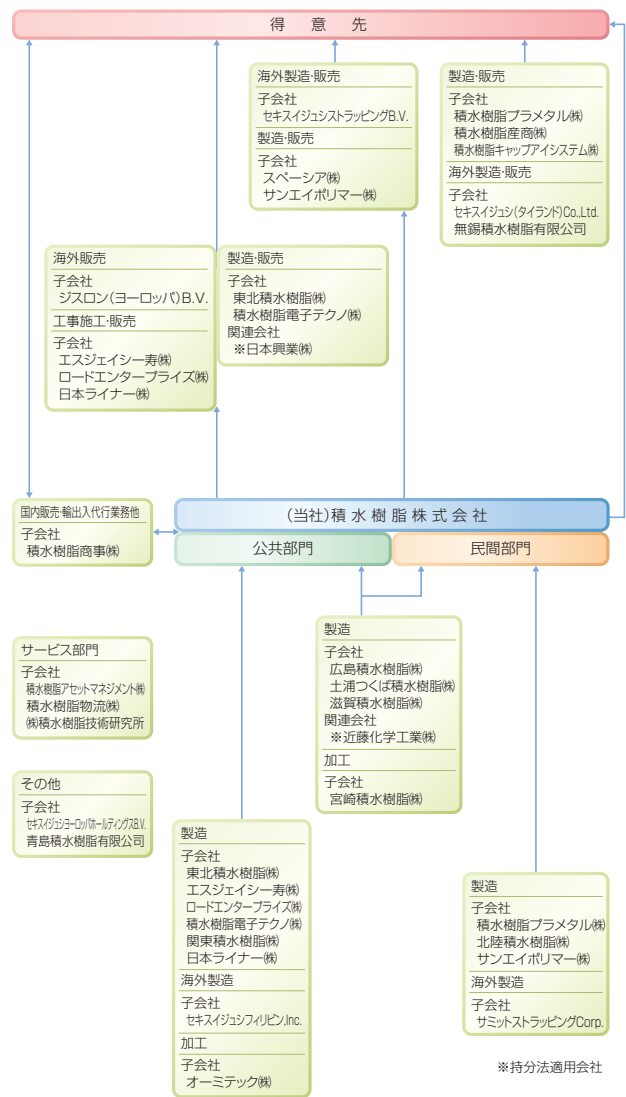 得意先
海外製造・販売
子会社
セキスイジュシストラッピングB.V.
製造・販売
子会社
スペーシア㈱
サンエイポリマー㈱
製造・販売
子会社
積水樹脂プラメタル㈱
積水樹脂産商㈱
積水樹脂キャップアイシステム㈱
海外製造・販売
子会社
セキスイジュシ(タイランド)Co.,Ltd.
無錫積水樹脂有限公司
海外販売
子会社
ジスロン(ヨーロッパ)B.V.
工事施工・販売
子会社
エスジェイシー寿㈱
ロードエンタープライズ㈱
日本ライナー㈱
製造・販売
子会社
東北積水樹脂㈱
積水樹脂電子テクノ㈱
関連会社
※日本興業㈱
国内販売・輸出入代行業務他
子会社
積水樹脂商事㈱
(当社)積水樹脂株式会社
公共部門
民間部門
サービス部門
子会社
積水樹脂アセットマネジメント㈱
積水樹脂物流㈱
㈱積水樹脂技術研究所
その他
子会社
セキスイジュシヨーロッパホールディングスB.V.
青島積水樹脂有限公司
製造
子会社
広島積水樹脂㈱
土浦つくば積水樹脂㈱
滋賀積水樹脂㈱
関連会社
※近藤化学工業㈱
加工
子会社
宮崎積水樹脂㈱
製造
子会社
東北積水樹脂㈱
エスジェイシー寿㈱
ロードエンタープライズ㈱
積水樹脂電子テクノ㈱
関東積水樹脂㈱
日本ライナー㈱
海外製造
子会社
セキスイジュシフィリピン,Inc.
加工
子会社
オーミテック㈱
製造
子会社
積水樹脂プラメタル㈱
北陸積水樹脂㈱
サンエイポリマー㈱
海外製造
子会社
サミットストラッピングCorp.
※持分法適用会社